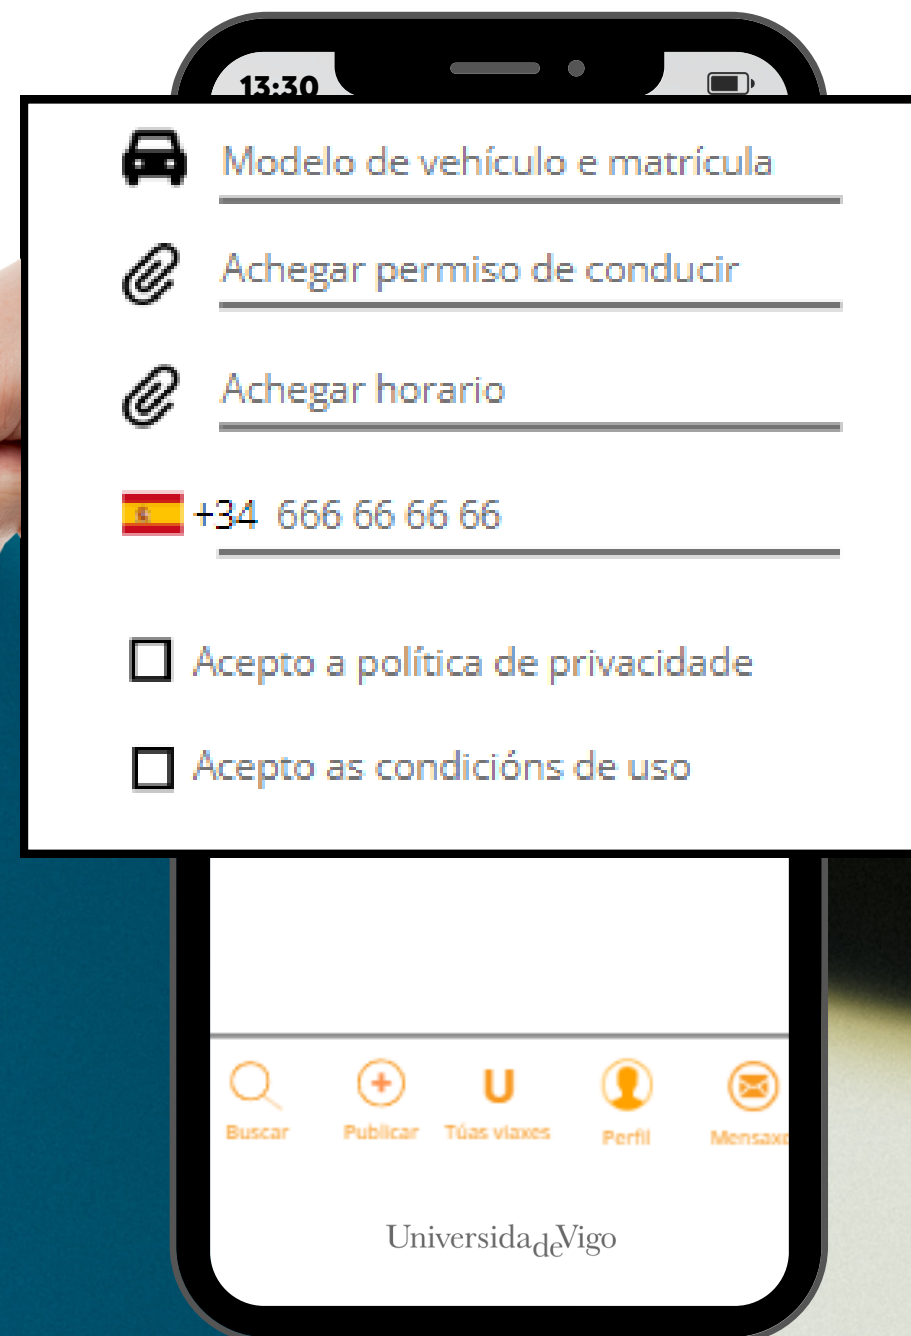 13:30
Modelo de vehículo e matrícula
Achegar permiso de conducir
Achegar horario
+34 666 66 66 66
Acepto a política de privacidade
Acepto as condicións de uso
Buscar Publicar U Túas viaxes Perfil Mensaxe
UniversidadeVigo